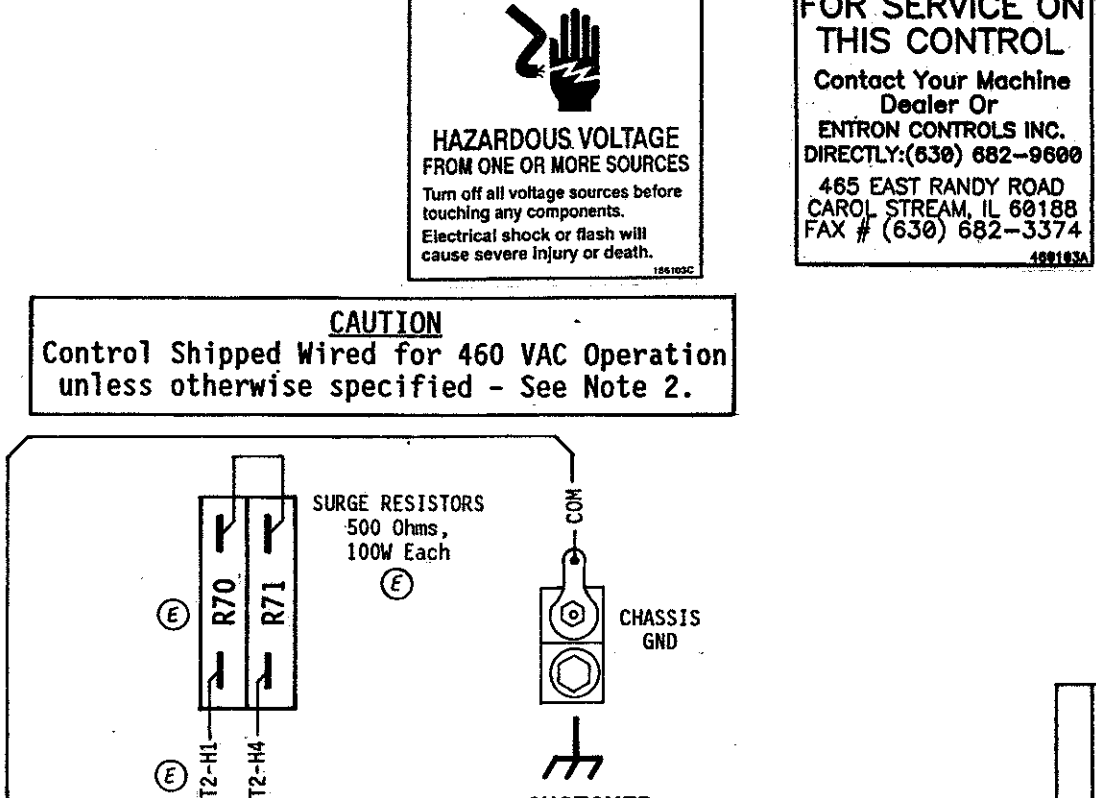 HAZARDOUS VOLTAGE
FROM ONE OR MORE SOURCES
Turn off all voltage sources before
touching any components.
Electrical shock or flash will
cause severe injury or death.
186103C
FOR SERVICE ON
THIS CONTROL
Contact Your Machine
Dealer Or
ENTRON CONTROLS INC.
DIRECTLY:(630) 682-9600
465 EAST RANDY ROAD
CAROL STREAM, IL 60188
FAX # (630) 682-3374
CAUTION
Control Shipped Wired for 460 VAC Operation
unless otherwise specified - See Note 2.
SURGE RESISTORS
500 Ohms,
100W Each
E
E
R70
R71
COM
CHASSIS
GND
E
T2-H1
T2-H4